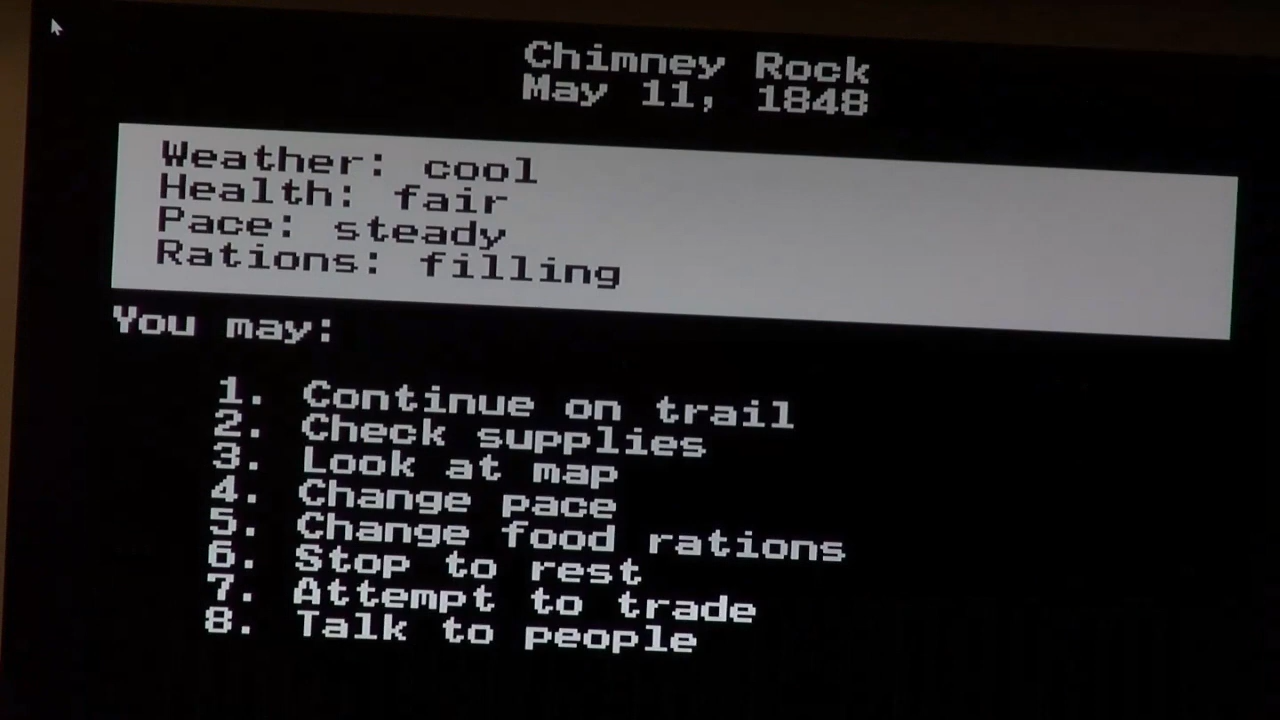 Chimney Rock
May 11, 1848
Weather: cool
Health: fair
Pace: steady
Rations: filling
You may:
1. Continue on trail
2. Check supplies
3. Look at map
4. Change pace
5. Change food rations
6. Stop to rest
7. Attempt to trade
8. Talk to people